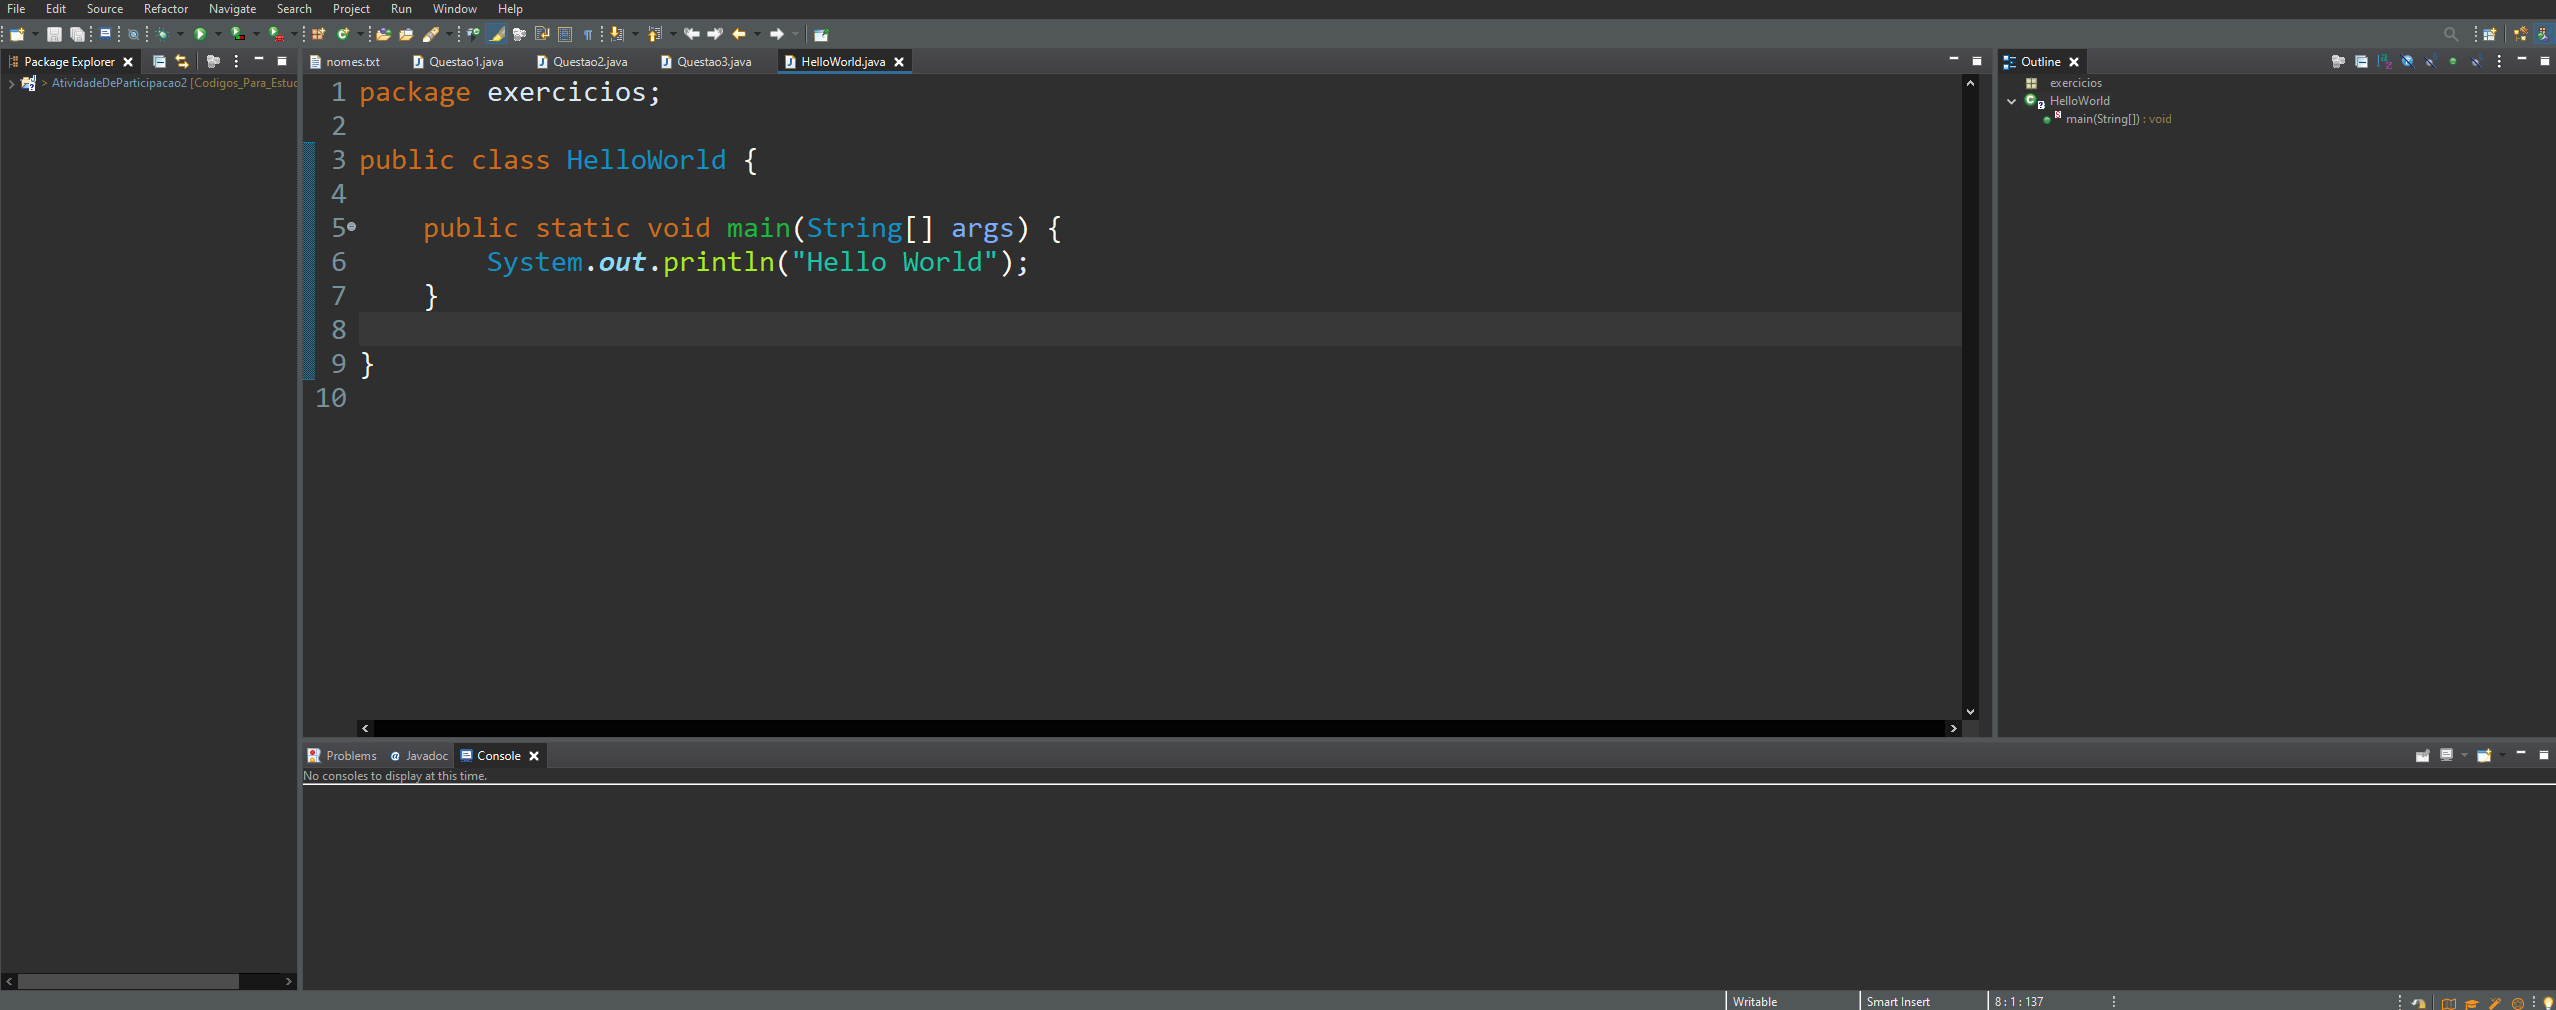 File Edit Source Refactor Navigate Search Project Run Window Help
Package Explorer
> AtividadeDeParticipacao2 [Codigos_Para_Estuc
nomes.txt Questao1.java Questao2.java Questao3.java HelloWorld.java
1 package exercicios;
2
3 public class HelloWorld {
4
5 public static void main(String[] args) {
6 System.out.println("Hello World");
7 }
8
9 }
10
Outline
exercicios
HelloWorld
main(String[]) : void
Problems Javadoc Console
No consoles to display at this time.
Writable Smart Insert 8 : 1 : 137